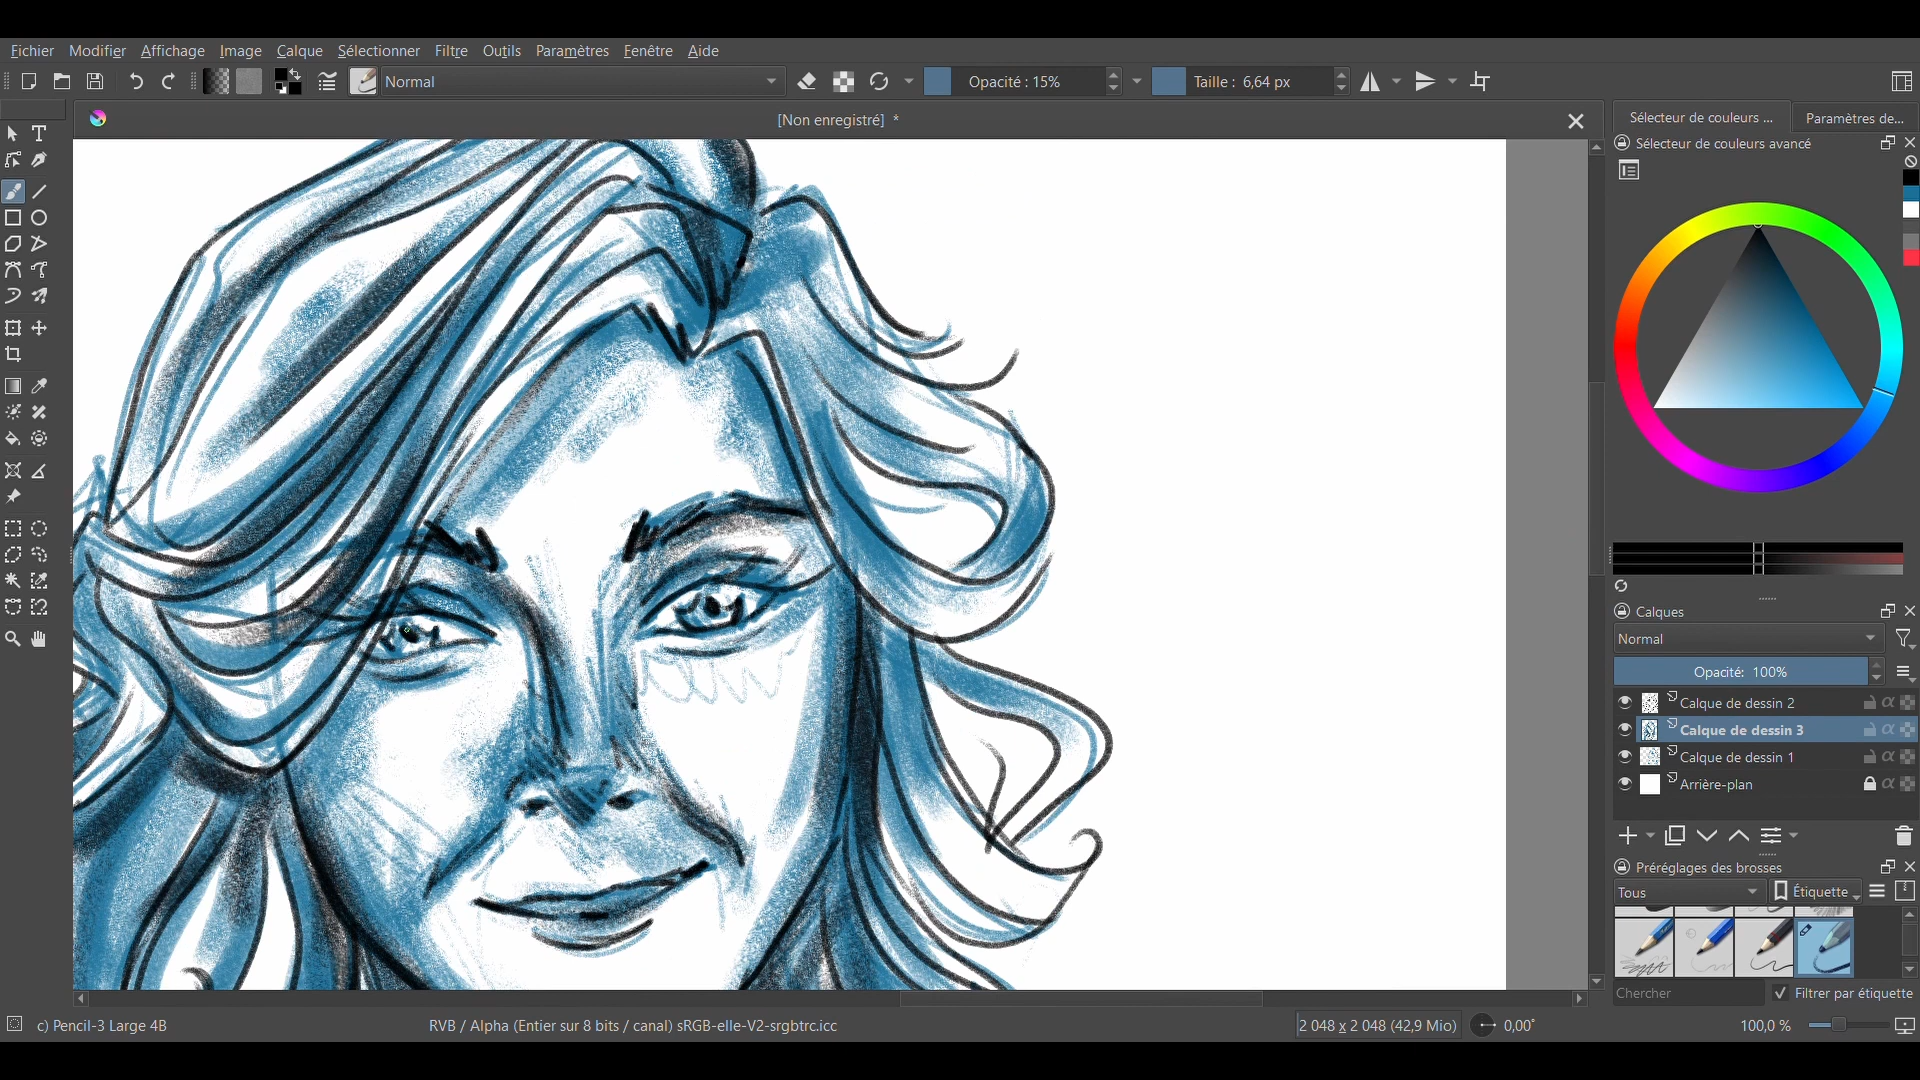 Fichier Modifier Affichage Image Calque Sélectionner Filtre Outils Paramètres Fenêtre Aide
Normal Opacité : 15% Taille : 6,64 px
[Non enregistré] *
Sélecteur de couleurs ... Paramètres de...
Sélecteur de couleurs avancé
Calques
Normal
Opacité: 100%
Calque de dessin 2
Calque de dessin 3
Calque de dessin 1
Arrière-plan
Préréglages des brosses
Tous Étiquette
Chercher Filtrer par étiquette
c) Pencil-3 Large 4B RVB / Alpha (Entier sur 8 bits / canal) sRGB-elle-V2-srgbtrc.icc 2 048 x 2 048 (42,9 Mio) 0,00° 100,0 %